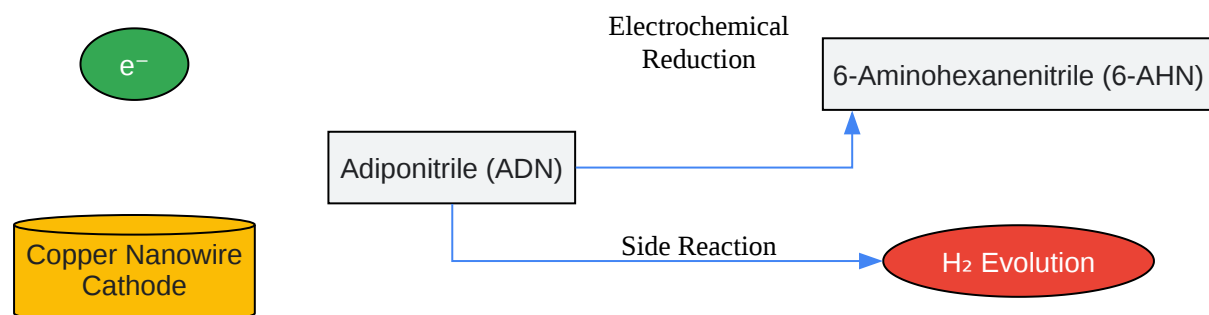 Electrochemical
Reduction
e⁻
6-Aminohexanenitrile (6-AHN)
Adiponitrile (ADN)
Side Reaction
Copper Nanowire
Cathode
H₂ Evolution